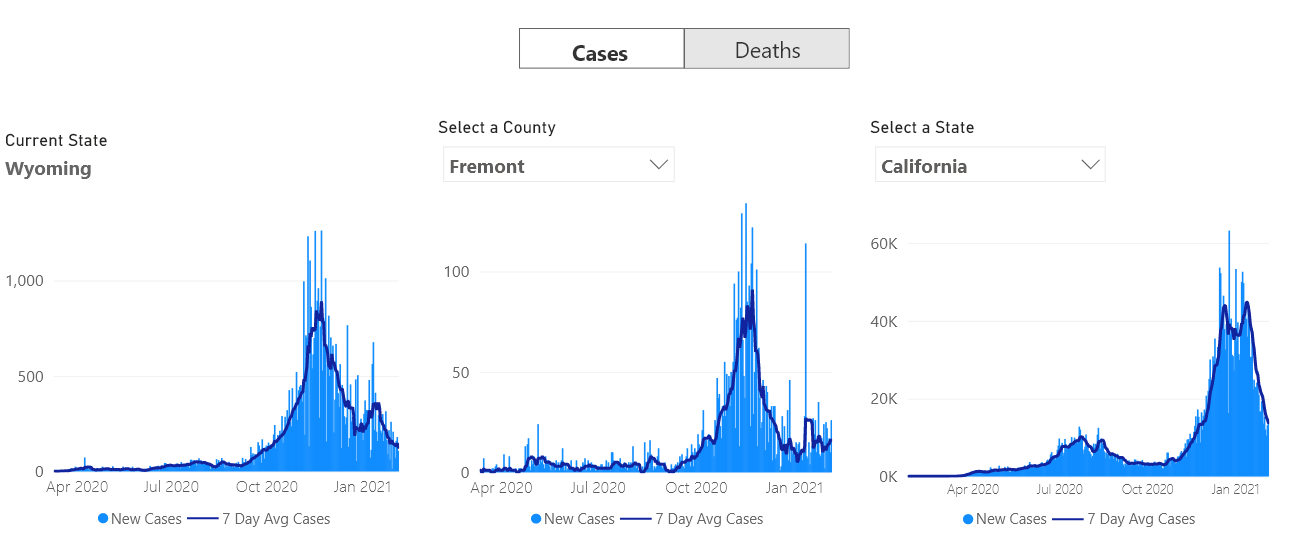 Cases Deaths
Current State
Wyoming
1,000
500
0
Apr 2020 Jul 2020 Oct 2020 Jan 2021
New Cases 7 Day Avg Cases
Select a County
Fremont
100
50
0
Apr 2020 Jul 2020 Oct 2020 Jan 2021
New Cases 7 Day Avg Cases
Select a State
California
60K
40K
20K
0K
Apr 2020 Jul 2020 Oct 2020 Jan 2021
New Cases 7 Day Avg Cases